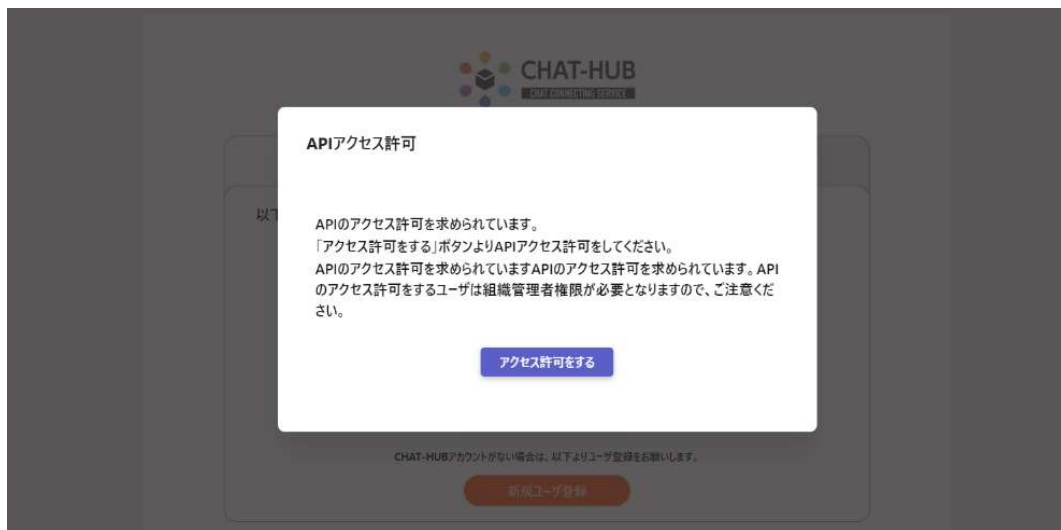 CHAT-HUB
CHAT CONNECTING SERVICE
APIアクセス許可
以下
APIのアクセス許可を求められています。
「アクセス許可をする」ボタンよりAPIアクセス許可をしてください。
APIのアクセス許可を求められていますAPIのアクセス許可を求められています。API
のアクセス許可をするユーザは組織管理者権限が必要となりますので、ご注意くだ
さい。
アクセス許可をする
CHAT-HUBアカウントがない場合は、以下よりユーザ登録をお願いします。
新規ユーザ登録